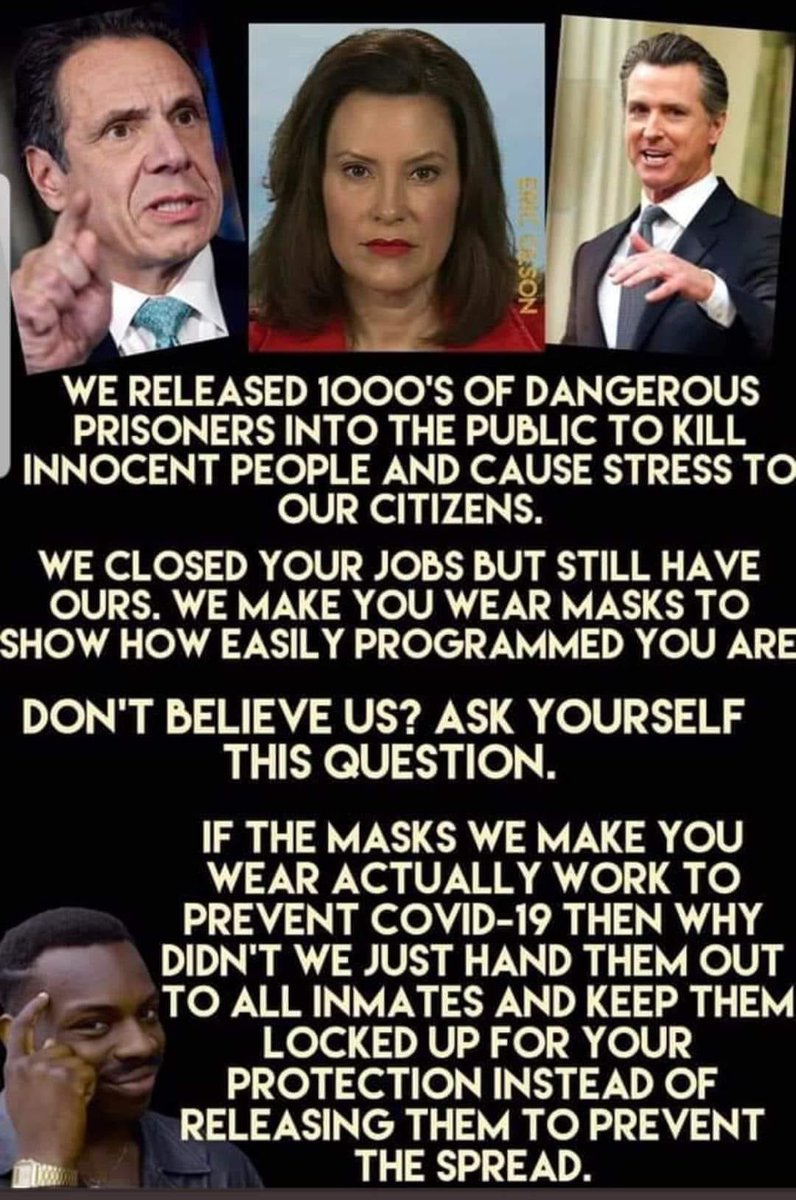 ERIC
WE RELEASED 1000'S OF DANGEROUS
PRISONERS INTO THE PUBLIC TO KILL
INNOCENT PEOPLE AND CAUSE STRESS TO
OUR CITIZENS.
WE CLOSED YOUR JOBS BUT STILL HAVE
OURS. WE MAKE YOU WEAR MASKS TO
SHOW HOW EASILY PROGRAMMED YOU ARE
DON'T BELIEVE US? ASK YOURSELF
THIS QUESTION.
IF THE MASKS WE MAKE YOU
WEAR ACTUALLY WORK TO
PREVENT COVID-19 THEN WHY
DIDN'T WE JUST HAND THEM OUT
TO ALL INMATES AND KEEP THEM
LOCKED UP FOR YOUR
PROTECTION INSTEAD OF
RELEASING THEM TO PREVENT
THE SPREAD.